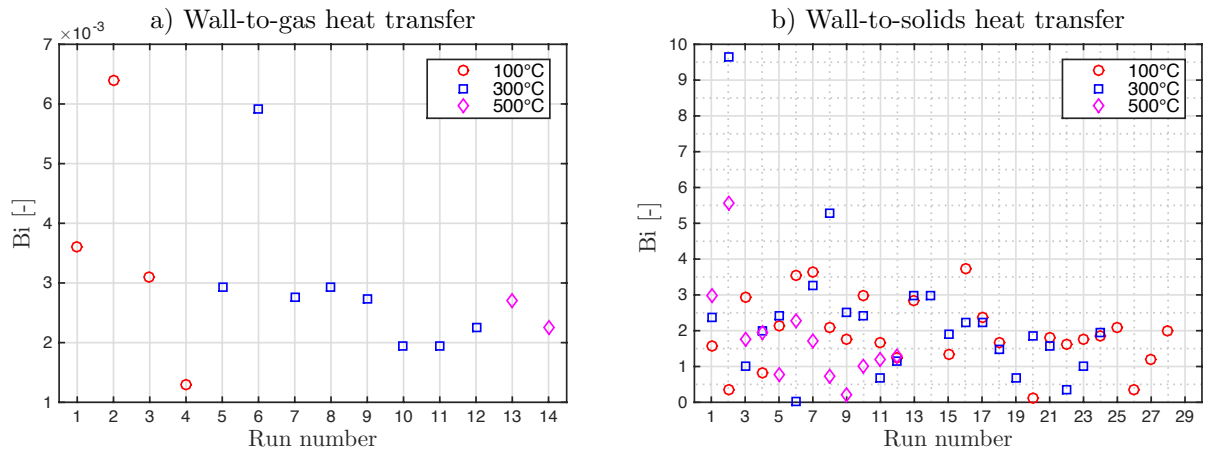 a) Wall-to-gas heat transfer
×10⁻³
7
6
5
4
3
2
1
Bi [-]
100°C
300°C
500°C
1 2 3 4 5 6 7 8 9 10 11 12 13 14
Run number
b) Wall-to-solids heat transfer
10
9
8
7
6
5
4
3
2
1
0
Bi [-]
100°C
300°C
500°C
1 3 5 7 9 11 13 15 17 19 21 23 25 27 29
Run number